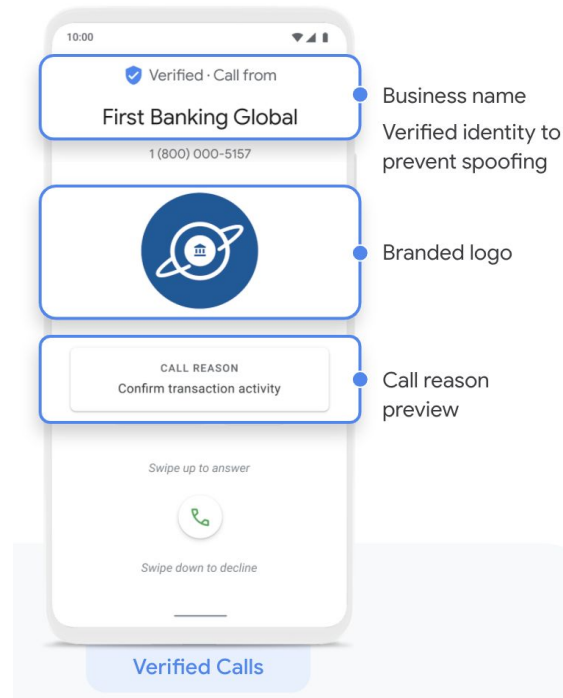 10:00
Verified · Call from
First Banking Global
1 (800) 000-5157
Business name
Verified identity to
prevent spoofing
Branded logo
CALL REASON
Confirm transaction activity
Call reason
preview
Swipe up to answer
Swipe down to decline
Verified Calls